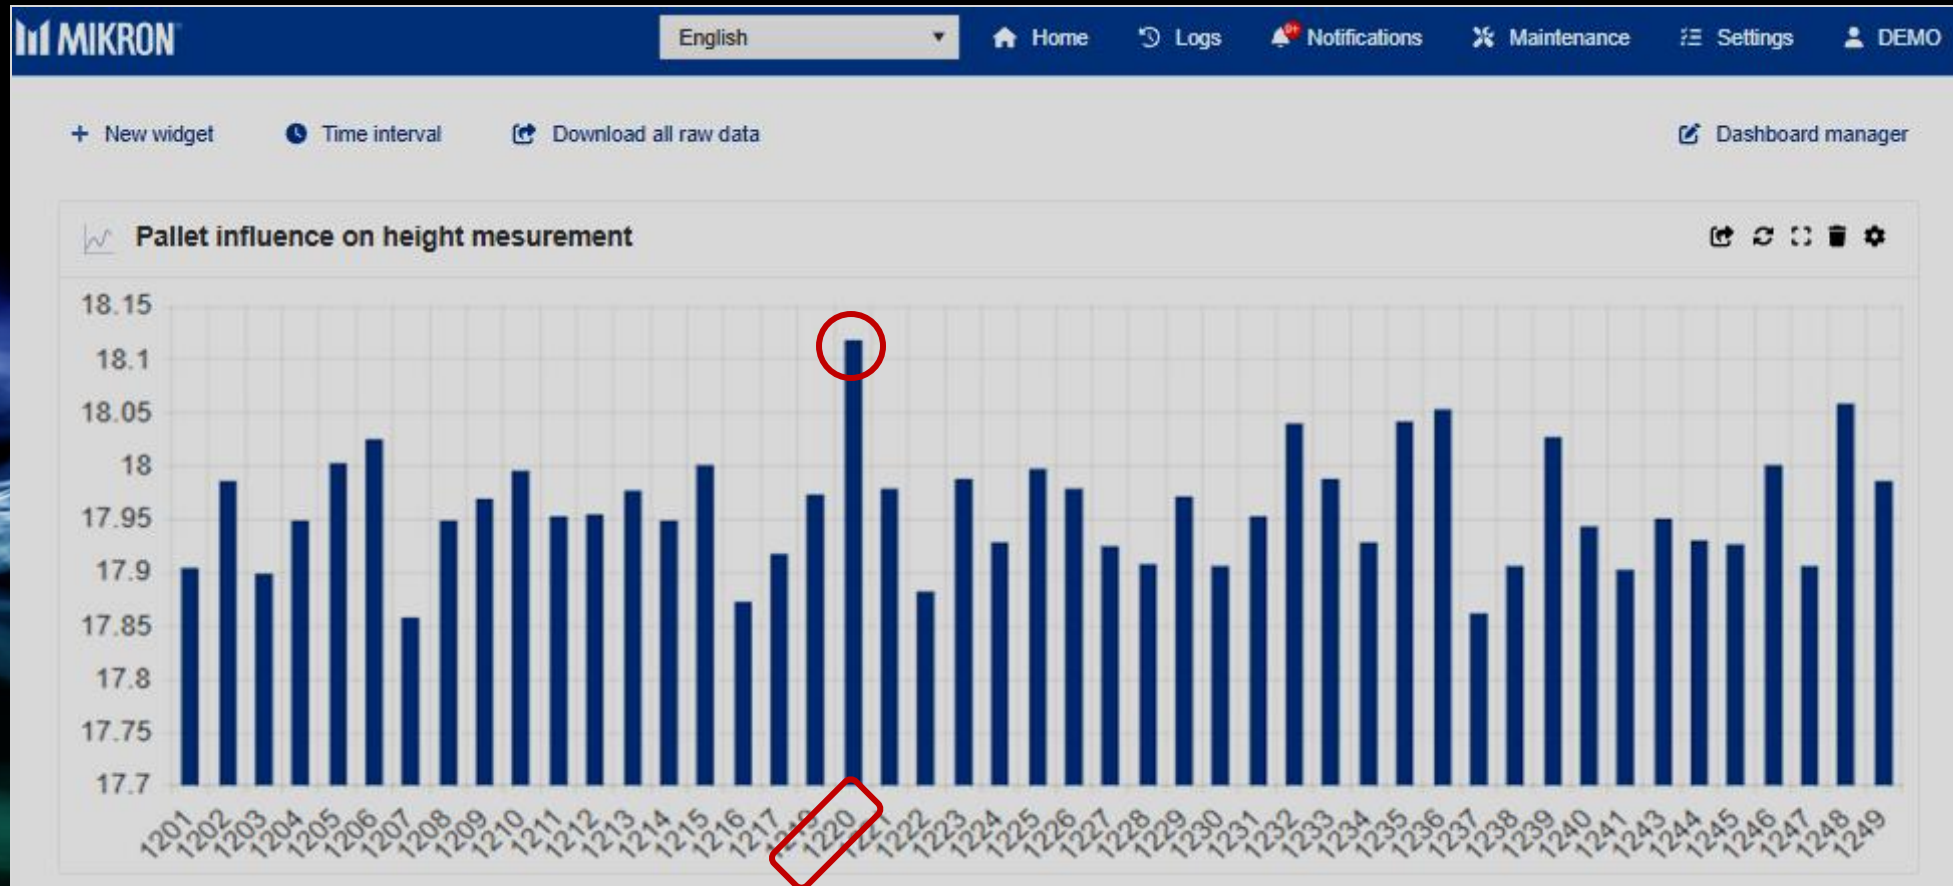 MIKRON
English
Home
Logs
9+
Notifications
Maintenance
Settings
DEMO
New widget
Time interval
Download all raw data
Dashboard manager
Pallet influence on height mesurement
18.15
18.1
18.05
18
17.95
17.9
17.85
17.8
17.75
17.7
1201 1202 1203 1204 1205 1206 1207 1208 1209 1210 1211 1212 1213 1214 1215 1216 1217 1219 1220 1221 1222 1223 1224 1225 1226 1227 1228 1229 1230 1231 1232 1233 1234 1235 1236 1237 1238 1239 1240 1241 1243 1244 1245 1246 1247 1248 1249